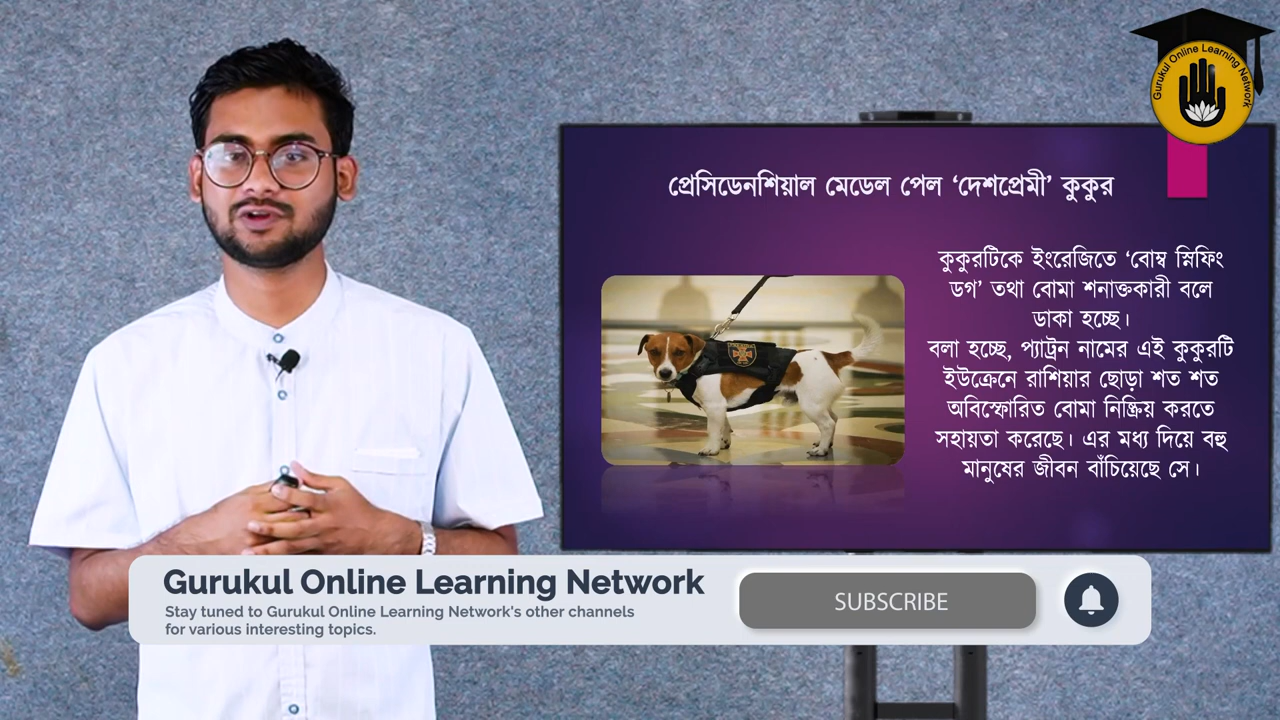 Gurukul Online Learning Network
প্রেসিডেনশিয়াল মেডেল পেল ‘দেশপ্রেমী’ কুকুর
কুকুরটিকে ইংরেজিতে ‘বোম্ব স্নিফিং
ডগ’ তথা বোমা শনাক্তকারী বলে
ডাকা হচ্ছে।
বলা হচ্ছে, প্যাট্রন নামের এই কুকুরটি
ইউক্রেনে রাশিয়ার ছোড়া শত শত
অবিস্ফোরিত বোমা নিষ্ক্রিয় করতে
সহায়তা করেছে। এর মধ্য দিয়ে বহু
মানুষের জীবন বাঁচিয়েছে সে।
Gurukul Online Learning Network
Stay tuned to Gurukul Online Learning Network's other channels
for various interesting topics.
SUBSCRIBE